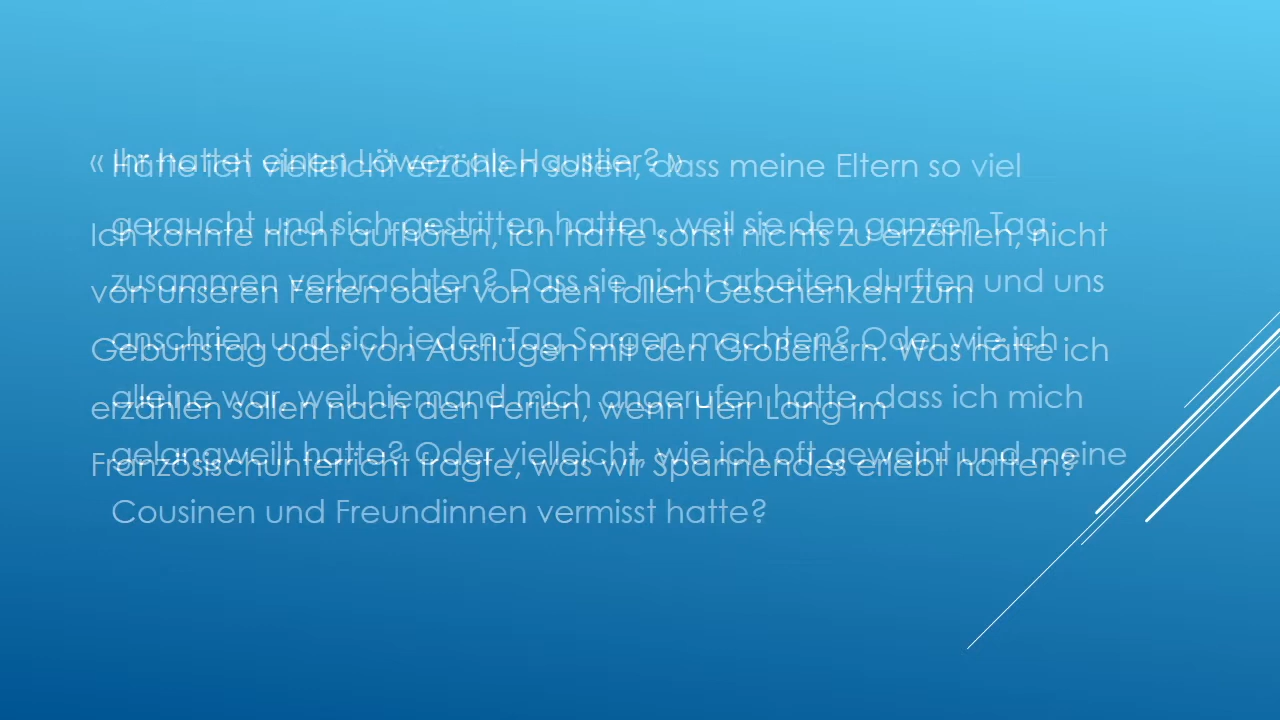 « Ihr hattet einen Löwen als Haustier? »
Ich konnte nicht aufhören, ich hatte sonst nichts zu erzählen, nicht
von unseren Ferien oder von den tollen Geschenken zum
Geburtstag oder von Ausflügen mit den Großeltern. Was hätte ich
erzählen sollen nach den Ferien, wenn Herr Lang im
Französischunterricht fragte, was wir Spannendes erlebt hatten?
Hätte ich vielleicht erzählen sollen, dass meine Eltern so viel
geraucht und sich gestritten hatten, weil sie den ganzen Tag
zusammen verbrachten? Dass sie nicht arbeiten durften und uns
anschrien und sich jeden Tag Sorgen machten? Oder wie ich
alleine war, weil niemand mich angerufen hatte, dass ich mich
gelangweilt hatte? Oder vielleicht, wie ich oft geweint und meine
Cousinen und Freundinnen vermisst hatte?